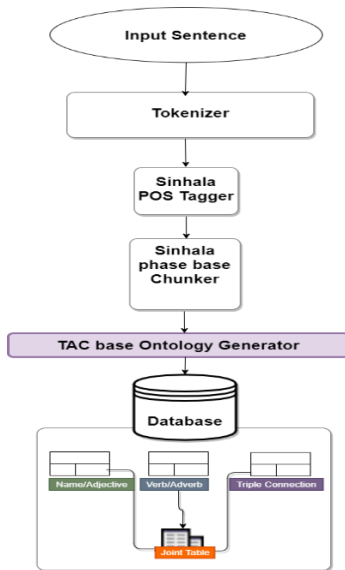 Input Sentence
Tokenizer
Sinhala
POS Tagger
Sinhala
phase base
Chunker
TAC base Ontology Generator
Database
Name/Adjective
Verb/Adverb
Triple Connection
Joint Table